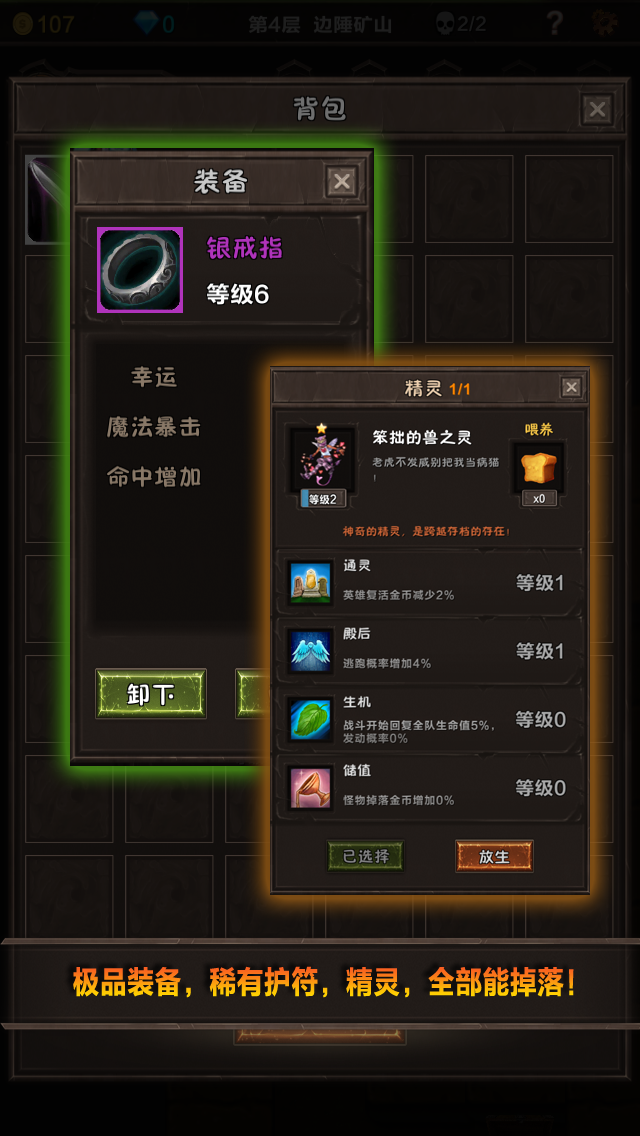 107
0
第4层 边陲矿山
2/2
?
背包
装备
银戒指
等级6
幸运
魔法暴击
命中增加
卸下
精灵 1/1
笨拙的兽之灵
老虎不发威别把我当病猫
！
等级2
喂养
x0
神奇的精灵，是跨越存档的存在！
通灵
英雄复活金币减少2%
等级1
殿后
逃跑概率增加4%
等级1
生机
战斗开始回复全队生命值5%，
发动概率0%
等级0
储值
怪物掉落金币增加0%
等级0
已选择
放生
极品装备，稀有护符，精灵，全部能掉落！